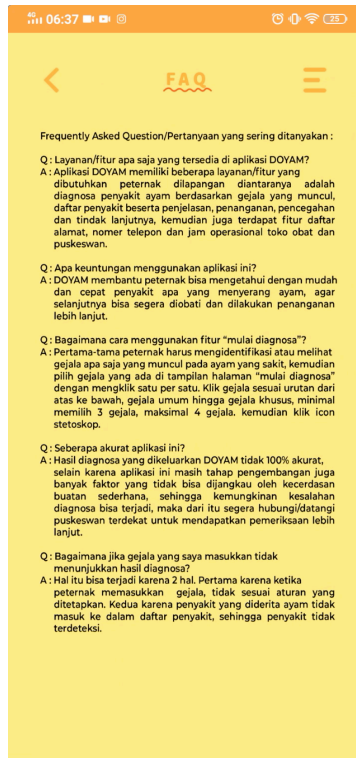 4G 06:37 25
FAQ
Frequently Asked Question/Pertanyaan yang sering ditanyakan :
Q : Layanan/fitur apa saja yang tersedia di aplikasi DOYAM?
A : Aplikasi DOYAM memiliki beberapa layanan/fitur yang
dibutuhkan peternak dilapangan diantaranya adalah
diagnosa penyakit ayam berdasarkan gejala yang muncul,
daftar penyakit beserta penjelasan, penanganan, pencegahan
dan tindak lanjutnya, kemudian juga terdapat fitur daftar
alamat, nomer telepon dan jam operasional toko obat dan
puskeswan.
Q : Apa keuntungan menggunakan aplikasi ini?
A : DOYAM membantu peternak bisa mengetahui dengan mudah
dan cepat penyakit apa yang menyerang ayam, agar
selanjutnya bisa segera diobati dan dilakukan penanganan
lebih lanjut.
Q : Bagaimana cara menggunakan fitur “mulai diagnosa”?
A : Pertama-tama peternak harus mengidentifikasi atau melihat
gejala apa saja yang muncul pada ayam yang sakit, kemudian
pilih gejala yang ada di tampilan halaman “mulai diagnosa”
dengan mengklik satu per satu. Klik gejala sesuai urutan dari
atas ke bawah, gejala umum hingga gejala khusus, minimal
memilih 3 gejala, maksimal 4 gejala. kemudian klik icon
stetoskop.
Q : Seberapa akurat aplikasi ini?
A : Hasil diagnosa yang dikeluarkan DOYAM tidak 100% akurat,
selain karena aplikasi ini masih tahap pengembangan juga
banyak faktor yang tidak bisa dijangkau oleh kecerdasan
buatan sederhana, sehingga kemungkinan kesalahan
diagnosa bisa terjadi, maka dari itu segera hubungi/datangi
puskeswan terdekat untuk mendapatkan pemeriksaan lebih
lanjut.
Q : Bagaimana jika gejala yang saya masukkan tidak
menunjukkan hasil diagnosa?
A : Hal itu bisa terjadi karena 2 hal. Pertama karena ketika
peternak memasukkan gejala, tidak sesuai aturan yang
ditetapkan. Kedua karena penyakit yang diderita ayam tidak
masuk ke dalam daftar penyakit, sehingga penyakit tidak
terdeteksi.